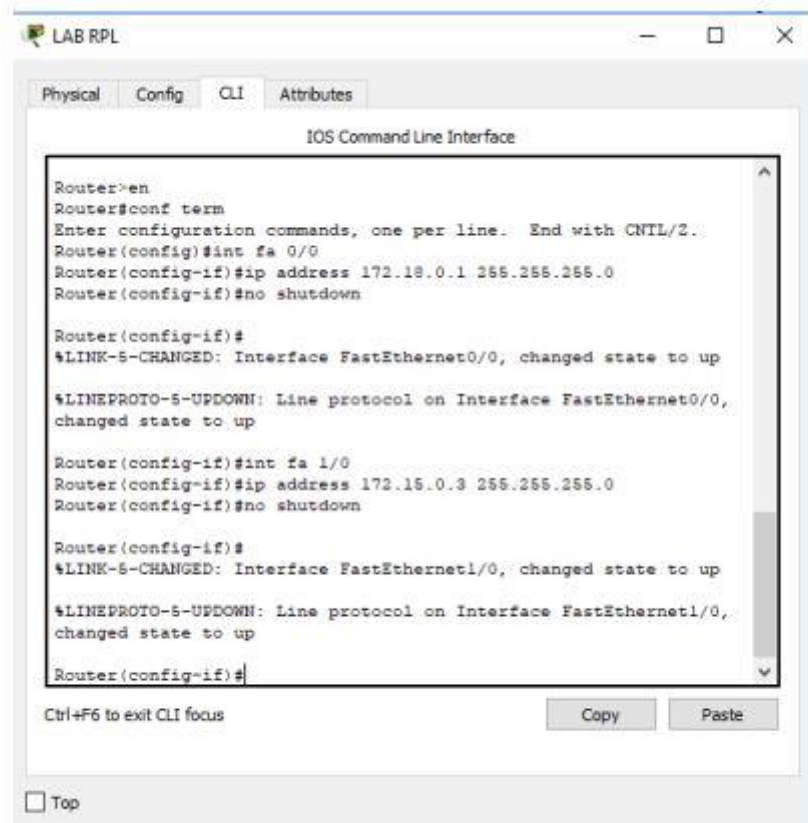 LAB RPL
Physical Config CLI Attributes
IOS Command Line Interface
Router>en
Router#conf term
Enter configuration commands, one per line. End with CNTL/Z.
Router(config)#int fa 0/0
Router(config-if)#ip address 172.18.0.1 255.255.255.0
Router(config-if)#no shutdown
Router(config-if)#
%LINK-5-CHANGED: Interface FastEthernet0/0, changed state to up
%LINEPROTO-5-UPDOWN: Line protocol on Interface FastEthernet0/0,
changed state to up
Router(config-if)#int fa 1/0
Router(config-if)#ip address 172.15.0.3 255.255.255.0
Router(config-if)#no shutdown
Router(config-if)#
%LINK-5-CHANGED: Interface FastEthernet1/0, changed state to up
%LINEPROTO-5-UPDOWN: Line protocol on Interface FastEthernet1/0,
changed state to up
Router(config-if)#
Ctrl+F6 to exit CLI focus
Copy Paste
Top